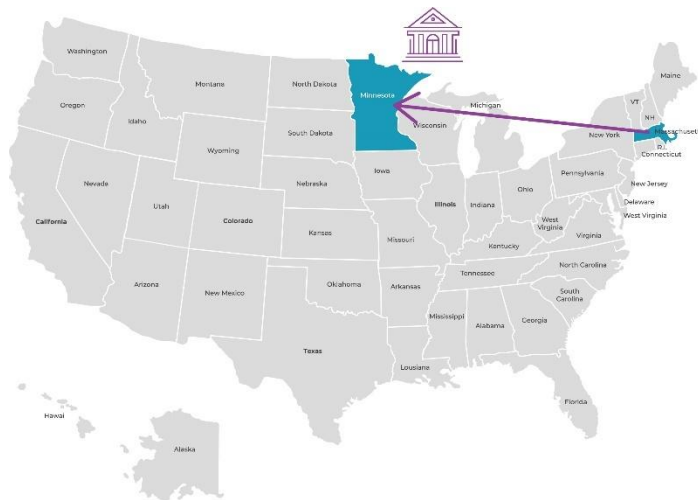 Washington
Maine
Montana
North Dakota
Minnesota
VT
NH
Oregon
Idaho
Michigan
Massachusett
South Dakota
Wisconsin
New York
R.I.
Connecticut
Wyoming
Iowa
Pennsylvania
Nevada
Nebraska
New Jersey
Utah
Illinois
Indiana
Ohio
Delaware
California
Colorado
West
Virginia
West Virginia
Kansas
Missouri
Virginia
Kentucky
North Carolina
Tennessee
Arizona
New Mexico
Oklahoma
Arkansas
South
Carolina
Mississippi
Alabama
Georgia
Texas
Lousiana
Florida
Hawai
Alaska